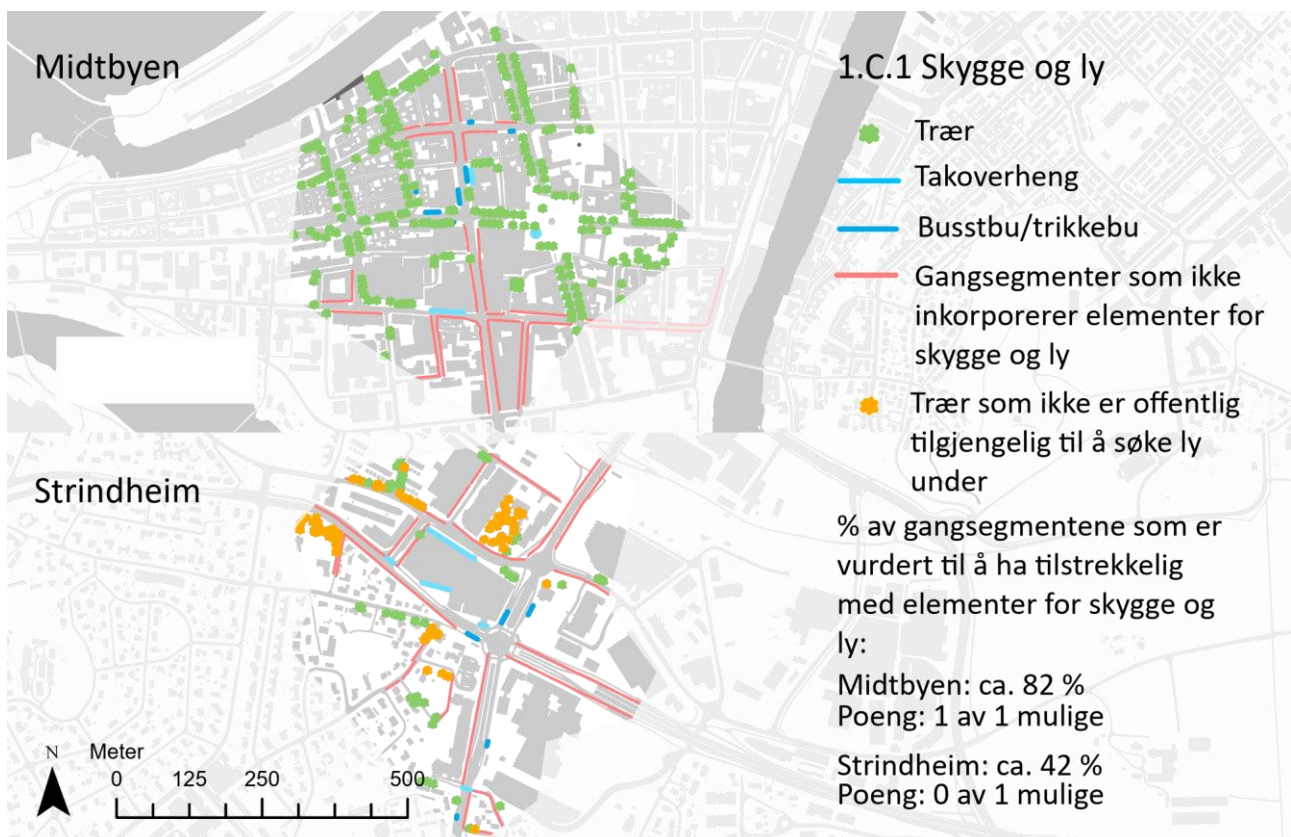 Midtbyen
1.C.1 Skygge og ly
Trær
Takoverheng
Busstbu/trikkebu
Gangsegmenter som ikke
inkorporerer elementer for
skygge og ly
Trær som ikke er offentlig
tilgjengelig til å søke ly
under
Strindheim
% av gangsegmentene som er
vurdert til å ha tilstrekkelig
med elementer for skygge og
ly:
Midtbyen: ca. 82 %
Poeng: 1 av 1 mulige
Strindheim: ca. 42 %
Poeng: 0 av 1 mulige
N
Meter
0 125 250 500